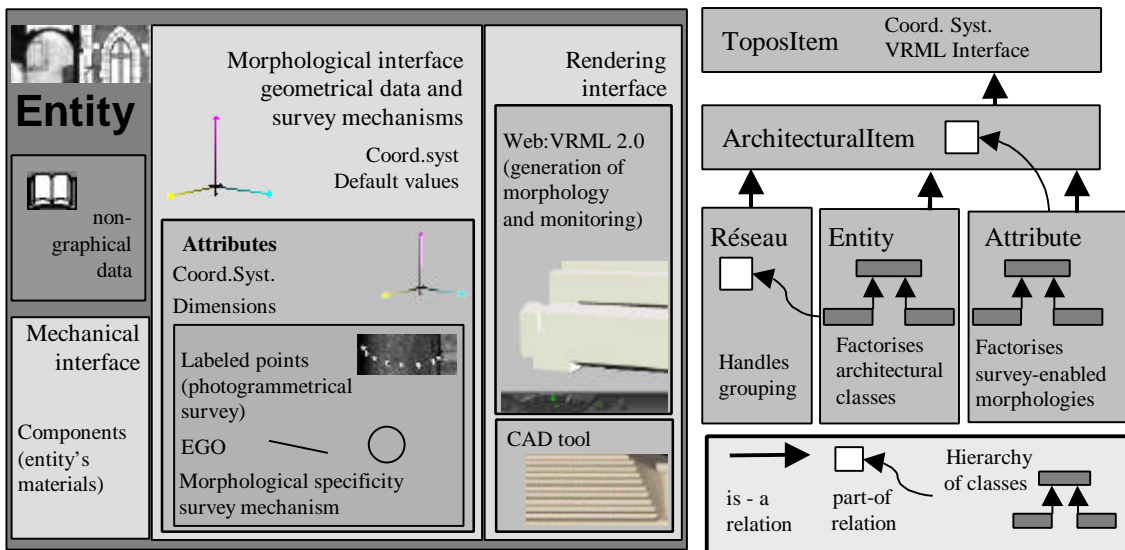 Entity
non-
graphical
data
Mechanical
interface
Components
(entity's
materials)
Morphological interface
geometrical data and
survey mechanisms
Coord.syst
Default values
Attributes
Coord.Syst.
Dimensions
Labeled points
(photogrammetrical
survey)
EGO
Morphological specificity
survey mechanism
Rendering
interface
Web:VRML 2.0
(generation of
morphology
and monitoring)
CAD tool
ToposItem
Coord. Syst.
VRML Interface
ArchitecturalItem
Réseau
Handles
grouping
Entity
Factorises
architectural
classes
Attribute
Factorises
survey-enabled
morphologies
is - a
relation
part-of
relation
Hierarchy
of classes